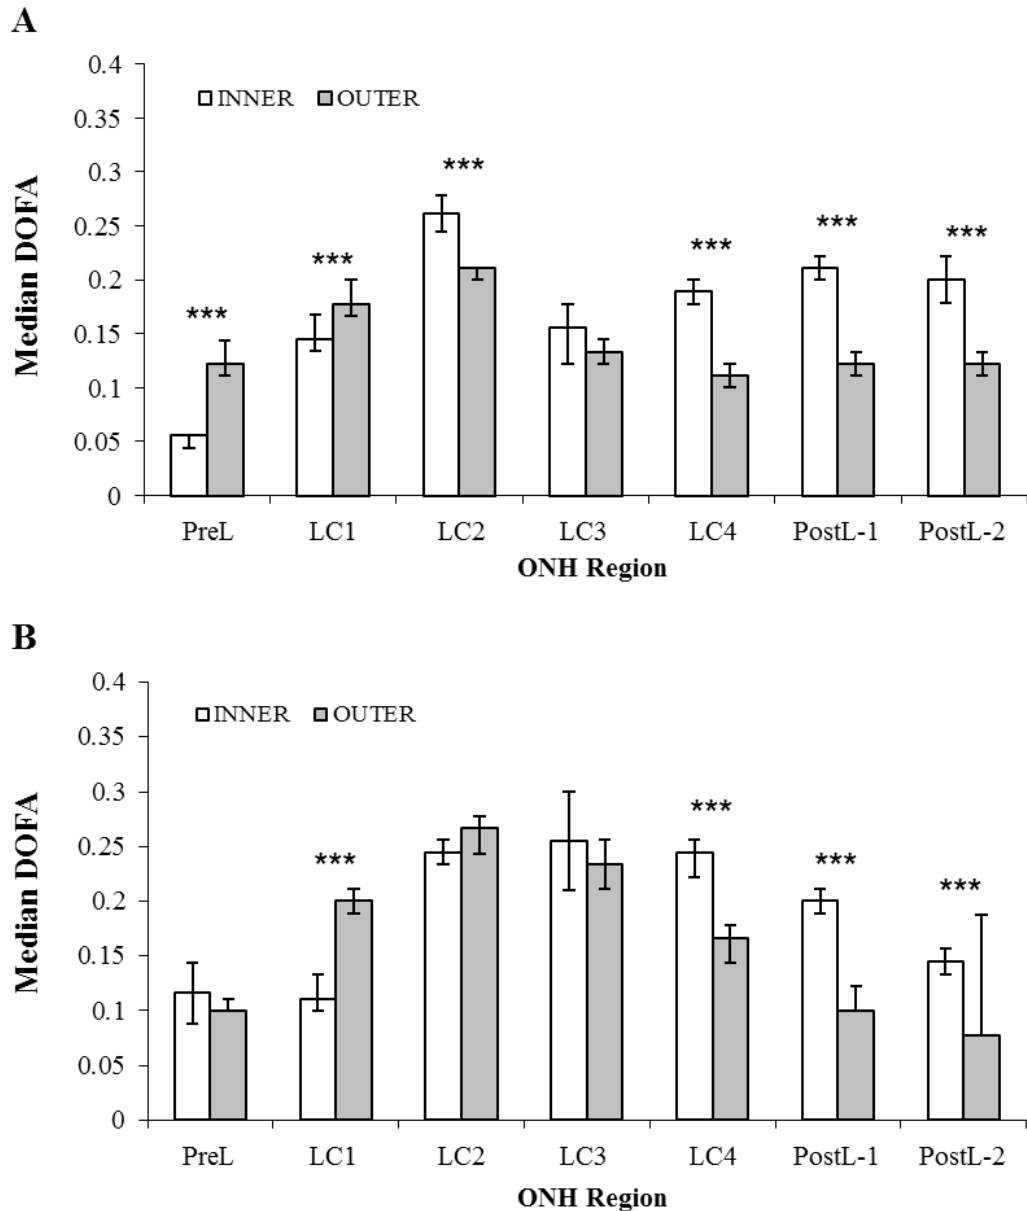 A
0.4
0.35
0.3
0.25
0.2
0.15
0.1
0.05
0
Median DOFA
INNER OUTER
*** *** *** *** *** ***
PreL LC1 LC2 LC3 LC4 PostL-1 PostL-2
ONH Region
B
0.4
0.35
0.3
0.25
0.2
0.15
0.1
0.05
0
Median DOFA
INNER OUTER
*** *** *** ***
PreL LC1 LC2 LC3 LC4 PostL-1 PostL-2
ONH Region